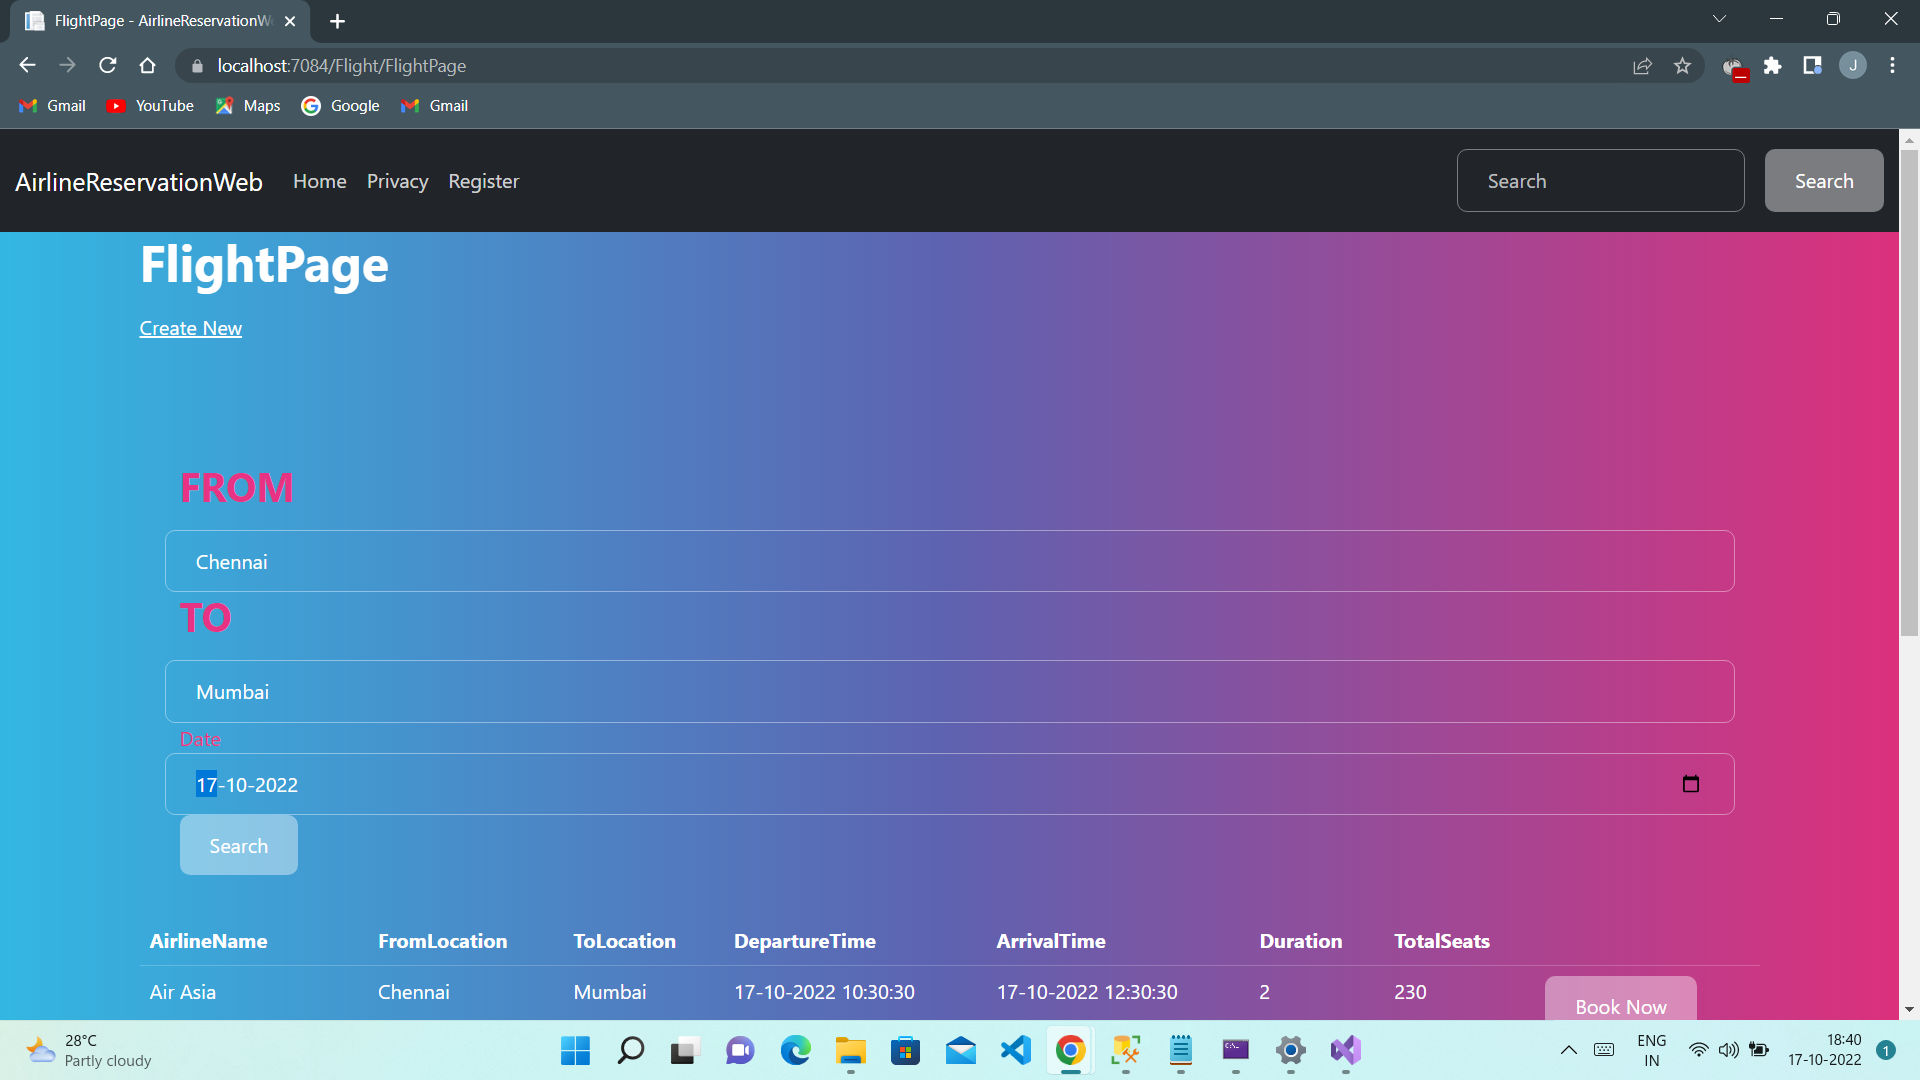 FlightPage - AirlineReservationW
localhost:7084/Flight/FlightPage
J
Gmail YouTube Maps Google Gmail
AirlineReservationWeb Home Privacy Register Search Search
FlightPage
Create New
FROM
Chennai
TO
Mumbai
Date
17-10-2022
Search
AirlineName FromLocation ToLocation DepartureTime ArrivalTime Duration TotalSeats
Air Asia Chennai Mumbai 17-10-2022 10:30:30 17-10-2022 12:30:30 2 230
Book Now
28°C
Partly cloudy
ENG
IN
18:40
17-10-2022
1